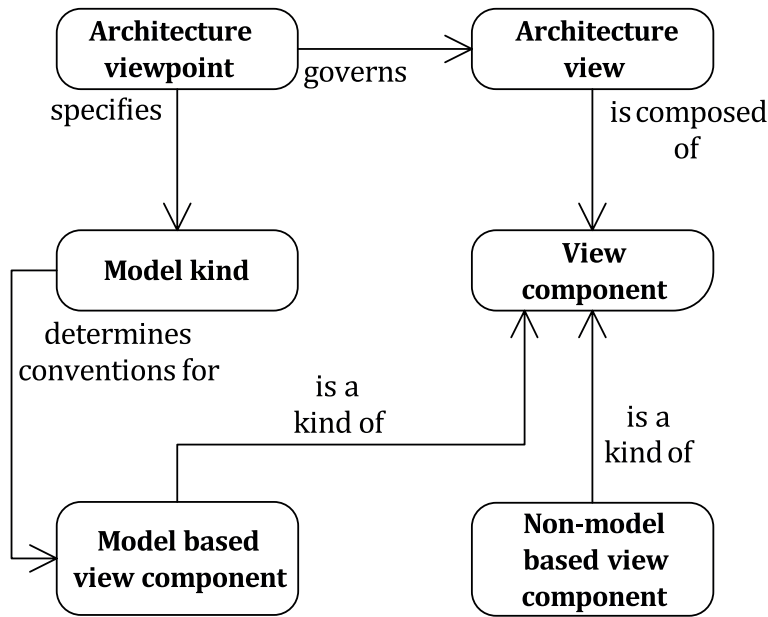 Architecture
viewpoint
governs
Architecture
view
specifies
is composed
of
Model kind
View
component
determines
conventions for
is a
kind of
is a
kind of
Model based
view component
Non-model
based view
component